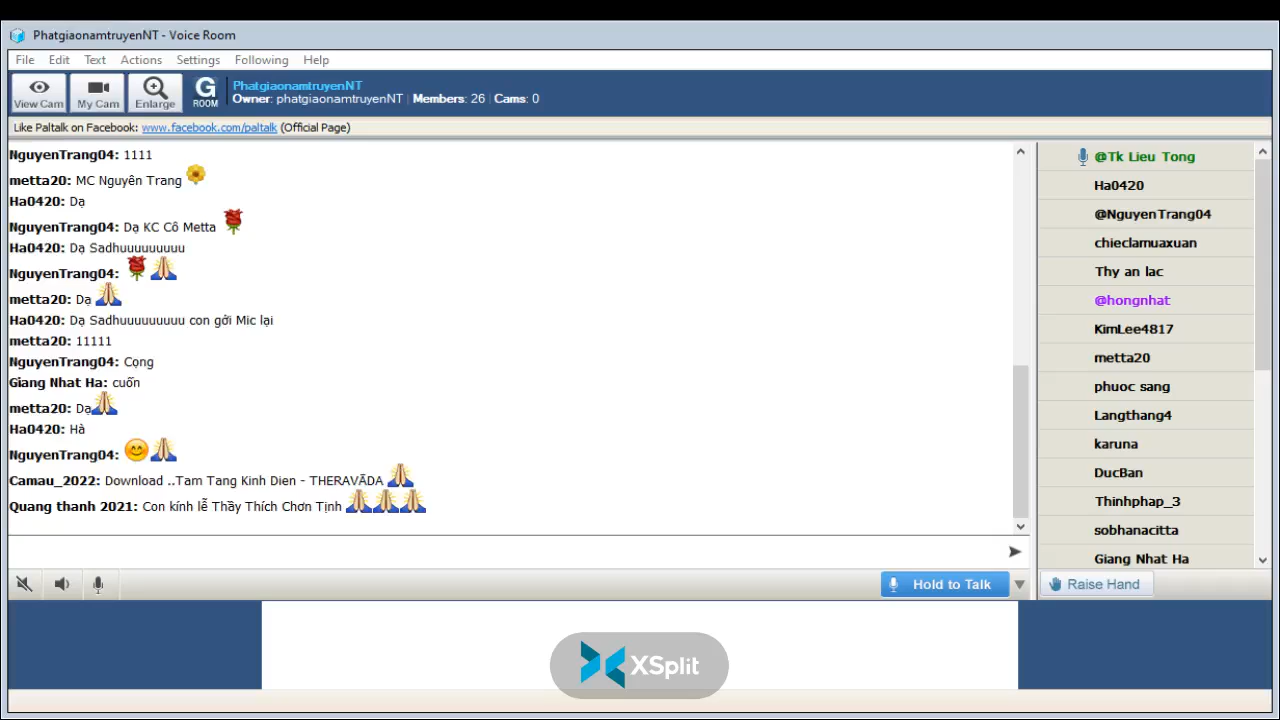 PhatgiaonamtruyenNT - Voice Room
File Edit Text Actions Settings Following Help
View Cam My Cam Enlarge G ROOM
PhatgiaonamtruyenNT
Owner: phatgiaonamtruyenNT | Members: 26 | Cams: 0
Like Paltalk on Facebook: www.facebook.com/paltalk (Official Page)
NguyenTrang04: 1111
metta20: MC Nguyên Trang
Ha0420: Dạ
NguyenTrang04: Dạ KC Cô Metta
Ha0420: Dạ Sadhuuuuuuuuu
NguyenTrang04:
metta20: Dạ
Ha0420: Dạ Sadhuuuuuuuuu con gởi Mic lại
metta20: 11111
NguyenTrang04: Cọng
Giang Nhat Ha: cuốn
metta20: Dạ
Ha0420: Hà
NguyenTrang04:
Camau_2022: Download ..Tam Tang Kinh Dien - THERAVĀDA
Quang thanh 2021: Con kính lễ Thầy Thích Chơn Tịnh
@Tk Lieu Tong
Ha0420
@NguyenTrang04
chieclamuaxuan
Thy an lac
@hongnhat
KimLee4817
metta20
phuoc sang
Langthang4
karuna
DucBan
Thinhphap_3
sobhanacitta
Giang Nhat Ha
Hold to Talk
Raise Hand
XSplit